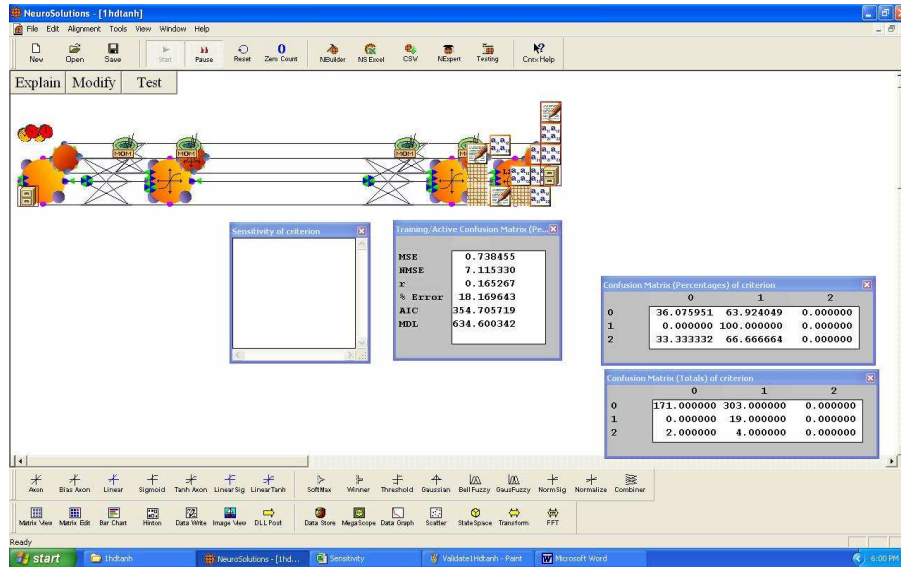 NeuroSolutions - [1hdtanh]
File Edit Alignment Tools View Window Help
New Open Save Start Pause Reset Zero Count NBuilder NS Excel CSV NExpert Testing Cntx Help
Explain Modify Test
MOM MOM MOM MOM
Sensitivity of criterion
Training/Active Confusion Matrix (Pe...
MSE 0.738455
NMSE 7.115330
r 0.165267
% Error 18.169643
AIC 354.705719
MDL 634.600342
Confusion Matrix (Percentages) of criterion
0 1 2
0 36.075951 63.924049 0.000000
1 0.000000 100.000000 0.000000
2 33.333332 66.666664 0.000000
Confusion Matrix (Totals) of criterion
0 1 2
0 171.000000 303.000000 0.000000
1 0.000000 19.000000 0.000000
2 2.000000 4.000000 0.000000
Axon Bias Axon Linear Sigmoid Tanh Axon LinearSig LinearTanh SoftMax Winner Threshold Gaussian BellFuzzy GausFuzzy NormSig Normalize Combiner
Matrix View Matrix Edit Bar Chart Hinton Data Write Image View DLL Post Data Store MegaScope Data Graph Scatter StateSpace Transform FFT
Ready
start 1hdtanh NeuroSolutions - [1hd... Sensitivity Validate1Hdtanh - Paint Microsoft Word 6:00 PM